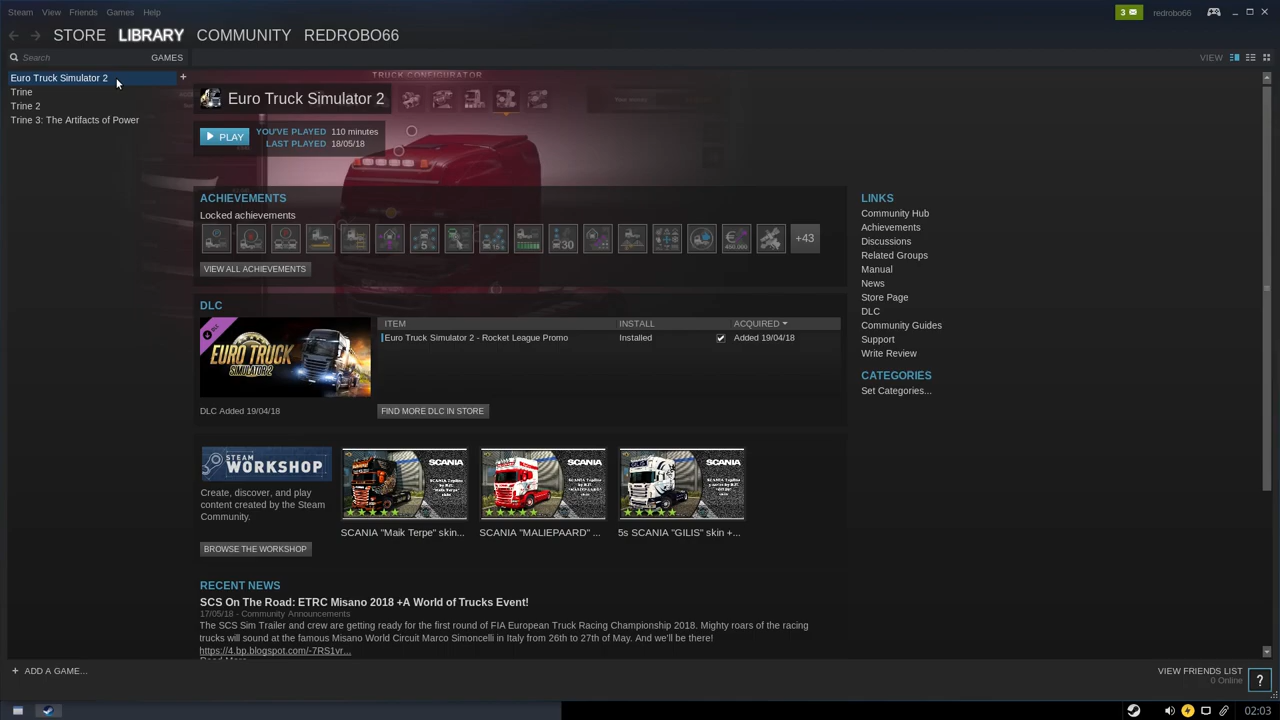 Steam View Friends Games Help
3 redrobo66
STORE LIBRARY COMMUNITY REDROBO66
Search GAMES VIEW
Euro Truck Simulator 2 +
Trine
Trine 2
Trine 3: The Artifacts of Power
TRUCK CONFIGURATOR
Euro Truck Simulator 2
PLAY
YOU'VE PLAYED 110 minutes
LAST PLAYED 18/05/18
ACHIEVEMENTS
Locked achievements
+43
VIEW ALL ACHIEVEMENTS
DLC
EURO TRUCK
SIMULATOR 2
DLC Added 19/04/18
ITEM INSTALL ACQUIRED
Euro Truck Simulator 2 - Rocket League Promo Installed Added 19/04/18
FIND MORE DLC IN STORE
STEAM
WORKSHOP
Create, discover, and play
content created by the Steam
Community.
BROWSE THE WORKSHOP
SCANIA
SCANIA "Maik Terpe" skin...
SCANIA
SCANIA "MALIEPAARD" ...
SCANIA
5s SCANIA "GILIS" skin +...
RECENT NEWS
SCS On The Road: ETRC Misano 2018 +A World of Trucks Event!
17/05/18 - Community Announcements
The SCS Sim Trailer and crew are getting ready for the first round of FIA European Truck Racing Championship 2018. Mighty roars of the racing
trucks will sound at the famous Misano World Circuit Marco Simoncelli in Italy from 26th to 27th of May. And we'll be there!
https://4.bp.blogspot.com/-7RS1vr...
LINKS
Community Hub
Achievements
Discussions
Related Groups
Manual
News
Store Page
DLC
Community Guides
Support
Write Review
CATEGORIES
Set Categories...
+ ADD A GAME...
VIEW FRIENDS LIST
0 Online
?
02:03